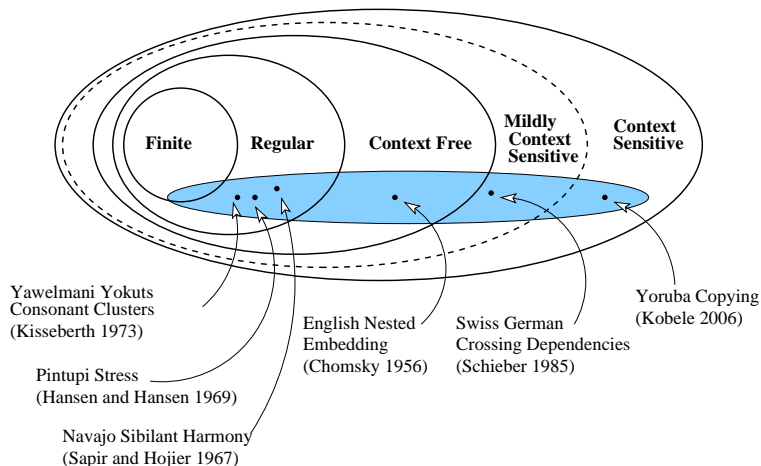 Finite
Regular
Context Free
Mildly
Context
Sensitive
Context
Sensitive
Yawelmani Yokuts
Consonant Clusters
(Kisseberth 1973)
Pintupi Stress
(Hansen and Hansen 1969)
Navajo Sibilant Harmony
(Sapir and Hojier 1967)
English Nested
Embedding
(Chomsky 1956)
Swiss German
Crossing Dependencies
(Schieber 1985)
Yoruba Copying
(Kobele 2006)